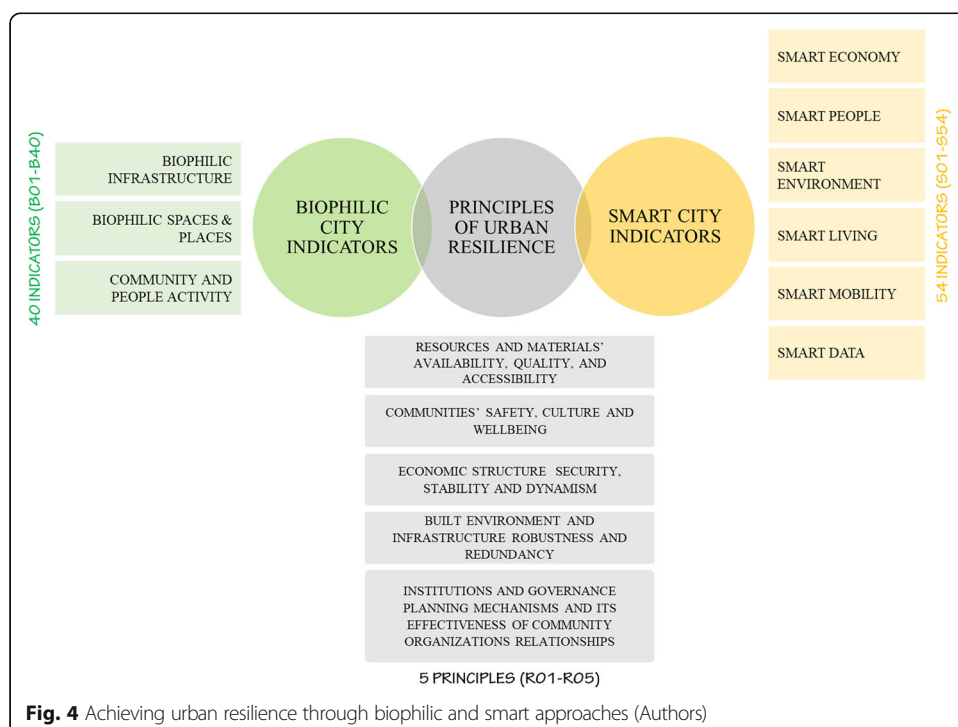 40 INDICATORS (B01-B40)
BIOPHILIC
INFRASTRUCTURE
BIOPHILIC SPACES &
PLACES
COMMUNITY AND
PEOPLE ACTIVITY
BIOPHILIC
CITY
INDICATORS
PRINCIPLES
OF URBAN
RESILIENCE
SMART CITY
INDICATORS
SMART ECONOMY
SMART PEOPLE
SMART
ENVIRONMENT
SMART LIVING
SMART MOBILITY
SMART DATA
54 INDICATORS (S01-S54)
RESOURCES AND MATERIALS’
AVAILABILITY, QUALITY, AND
ACCESSIBILITY
COMMUNITIES’ SAFETY, CULTURE AND
WELLBEING
ECONOMIC STRUCTURE SECURITY,
STABILITY AND DYNAMISM
BUILT ENVIRONMENT AND
INFRASTRUCTURE ROBUSTNESS AND
REDUNDANCY
INSTITUTIONS AND GOVERNANCE
PLANNING MECHANISMS AND ITS
EFFECTIVENESS OF COMMUNITY
ORGANIZATIONS RELATIONSHIPS
5 PRINCIPLES (R01-R05)
Fig. 4 Achieving urban resilience through biophilic and smart approaches (Authors)